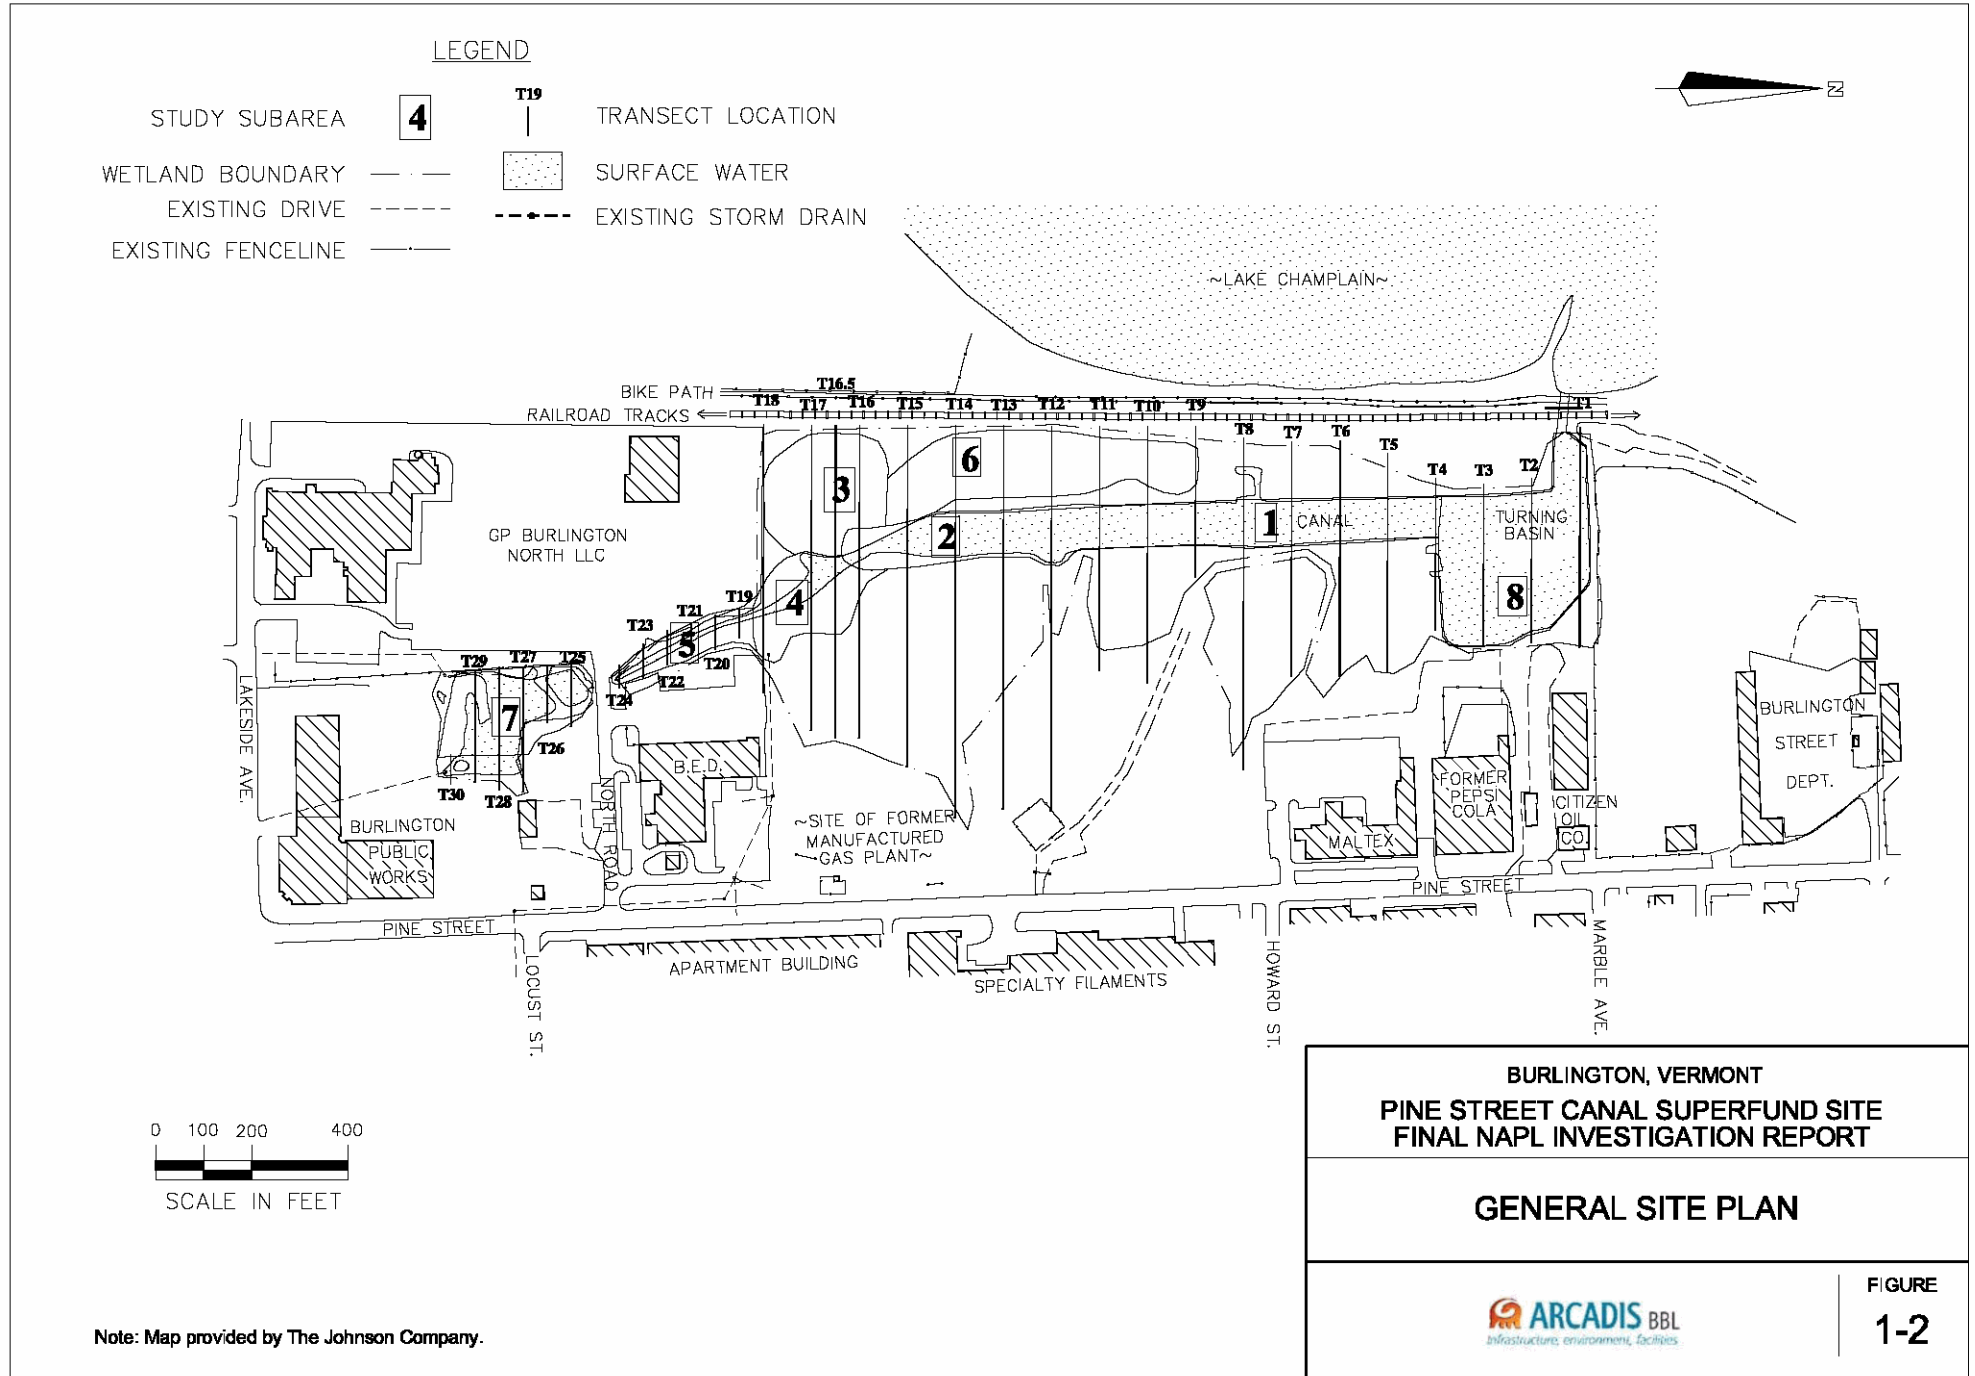 LEGEND
T19
STUDY SUBAREA 4 TRANSECT LOCATION
WETLAND BOUNDARY SURFACE WATER
EXISTING DRIVE
EXISTING STORM DRAIN
EXISTING FENCELINE
N
~LAKE CHAMPLAIN~
BIKE PATH
T16.5
RAILROAD TRACKS
T18 T17 T16 T15 T14 T13 T12 T11 T10 T9 T1
T8 T7 T6 T5
T4 T3 T2
6
3
2
1 CANAL
TURNING
BASIN
GP BURLINGTON
NORTH LLC
4
8
T19
T21
T23
5
T20
T22
T24
T29 T27 T25
7
T26
T30 T28
LAKESIDE AVE.
BURLINGTON
PUBLIC
WORKS
NORTH ROAD
B.E.D.
~SITE OF FORMER
MANUFACTURED
GAS PLANT~
MALTEX
FORMER
PEPSI
COLA
CITIZEN
OIL
CO.
BURLINGTON
STREET
DEPT.
PINE STREET
PINE STREET
LOCUST ST.
APARTMENT BUILDING
SPECIALTY FILAMENTS
HOWARD ST.
MARBLE AVE.
0 100 200 400
SCALE IN FEET
Note: Map provided by The Johnson Company.
BURLINGTON, VERMONT
PINE STREET CANAL SUPERFUND SITE
FINAL NAPL INVESTIGATION REPORT
GENERAL SITE PLAN
ARCADIS BBL
Infrastructure, environment, facilities
FIGURE
1-2